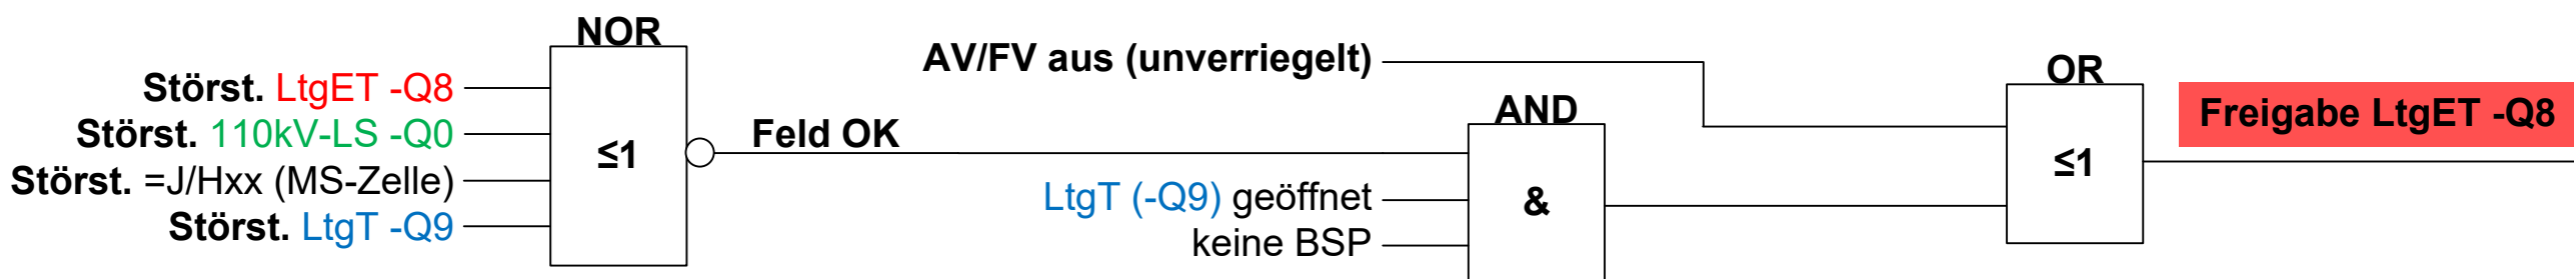 NOR
Störst. LtgET -Q8
Störst. 110kV-LS -Q0
Störst. =J/Hxx (MS-Zelle)
Störst. LtgT -Q9
≤1
Feld OK
AV/FV aus (unverriegelt)
LtgT (-Q9) geöffnet
keine BSP
AND
&
OR
≤1
Freigabe LtgET -Q8